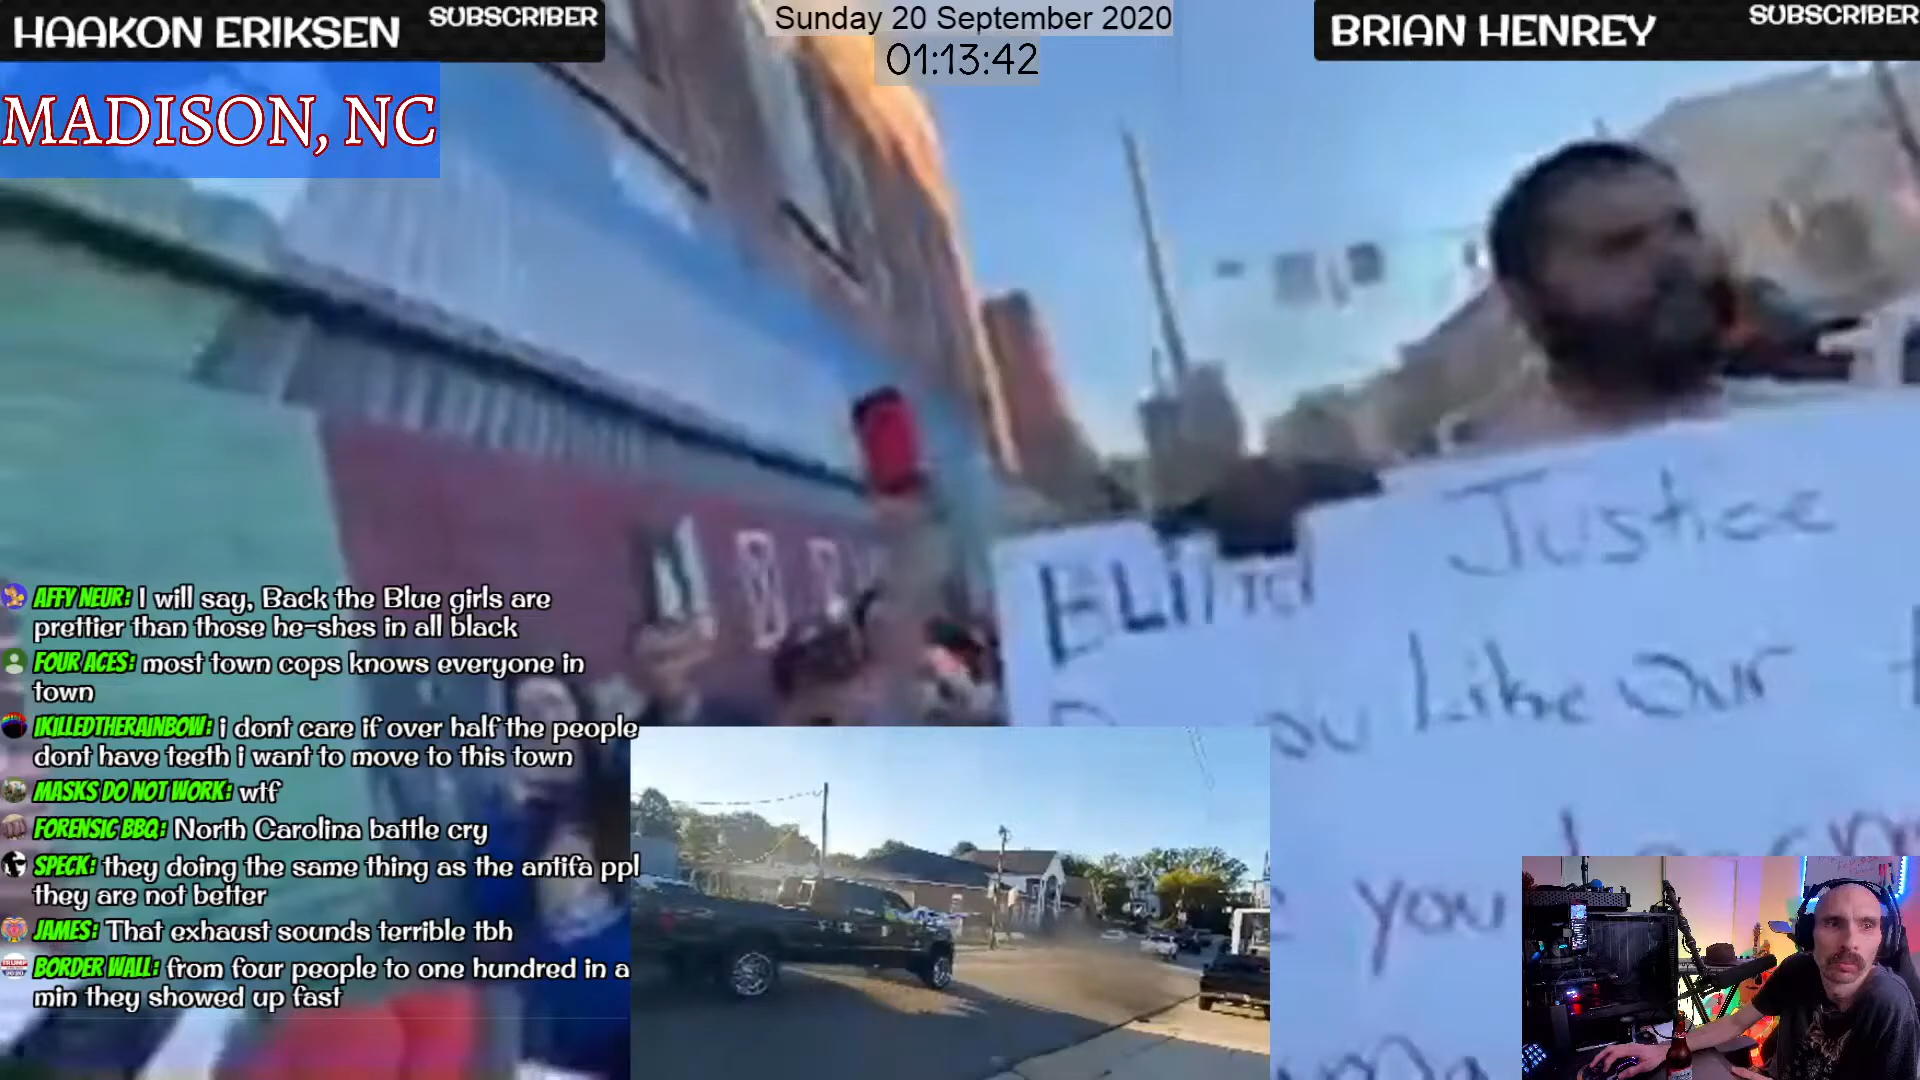 HAAKON ERIKSEN
SUBSCRIBER
Sunday 20 September 2020
01:13:42
BRIAN HENREY
SUBSCRIBER
MADISON, NC
Justice
ou Like our
you
AFFY NEUR: I will say, Back the Blue girls are
prettier than those he-shes in all black
FOUR ACES: most town cops knows everyone in
town
IKILLEDTHERAINBOW: i dont care if over half the people
dont have teeth i want to move to this town
MASKS DO NOT WORK: wtf
FORENSIC BBQ: North Carolina battle cry
SPECK: they doing the same thing as the antifa ppl
they are not better
JAMES: That exhaust sounds terrible tbh
BORDER WALL: from four people to one hundred in a
min they showed up fast